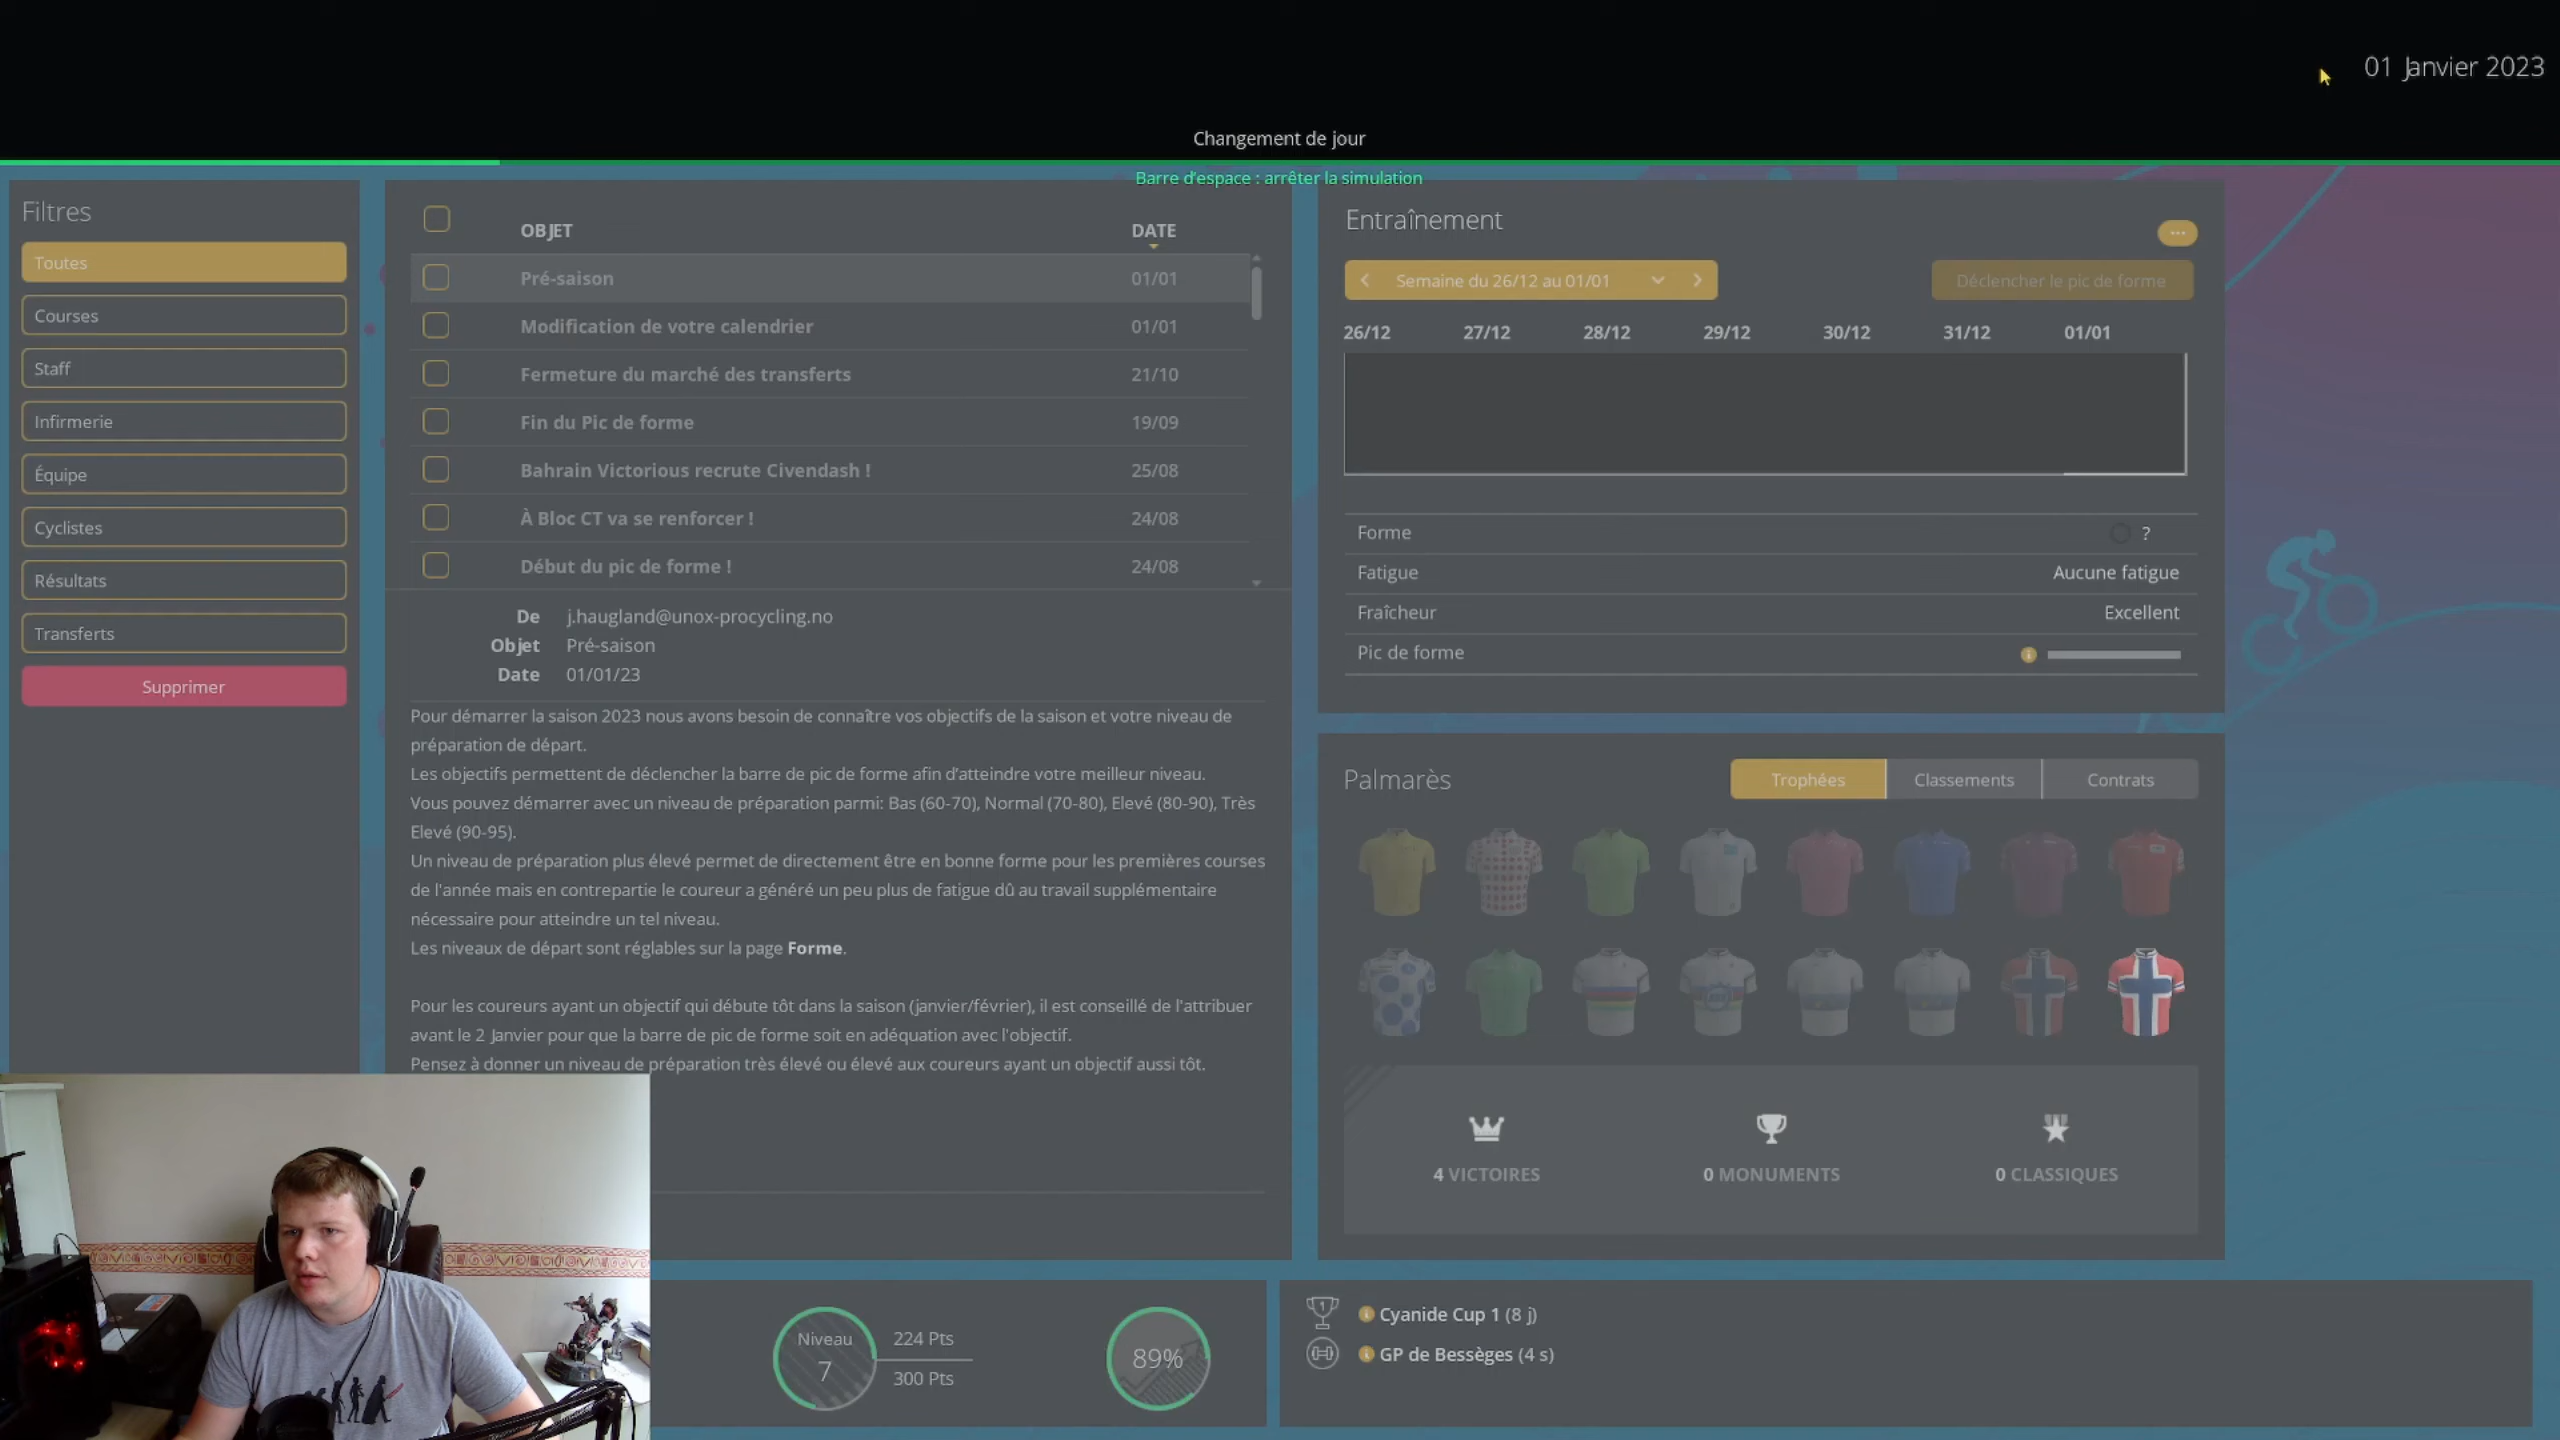 01 Janvier 2023
Changement de jour
Barre d'espace : arrêter la simulation
Filtres
Toutes
Courses
Staff
Infirmerie
Équipe
Cyclistes
Résultats
Transferts
Supprimer
OBJET DATE
Pré-saison 01/01
Modification de votre calendrier 01/01
Fermeture du marché des transferts 21/10
Fin du Pic de forme 19/09
Bahrain Victorious recrute Civendash ! 25/08
À Bloc CT va se renforcer ! 24/08
Début du pic de forme ! 24/08
De j.haugland@unox-procycling.no
Objet Pré-saison
Date 01/01/23
Pour démarrer la saison 2023 nous avons besoin de connaître vos objectifs de la saison et votre niveau de
préparation de départ.
Les objectifs permettent de déclencher la barre de pic de forme afin d'atteindre votre meilleur niveau.
Vous pouvez démarrer avec un niveau de préparation parmi: Bas (60-70), Normal (70-80), Elevé (80-90), Très
Elevé (90-95).
Un niveau de préparation plus élevé permet de directement être en bonne forme pour les premières courses
de l'année mais en contrepartie le coureur a généré un peu plus de fatigue dû au travail supplémentaire
nécessaire pour atteindre un tel niveau.
Les niveaux de départ sont réglables sur la page Forme.
Pour les coureurs ayant un objectif qui débute tôt dans la saison (janvier/février), il est conseillé de l'attribuer
avant le 2 Janvier pour que la barre de pic de forme soit en adéquation avec l'objectif.
Pensez à donner un niveau de préparation très élevé ou élevé aux coureurs ayant un objectif aussi tôt.
Entraînement
Semaine du 26/12 au 01/01
Déclencher le pic de forme
26/12 27/12 28/12 29/12 30/12 31/12 01/01
Forme ?
Fatigue Aucune fatigue
Fraîcheur Excellent
Pic de forme
Palmarès
Trophées Classements Contrats
4 VICTOIRES 0 MONUMENTS 0 CLASSIQUES
Niveau
7
224 Pts
300 Pts
89%
Cyanide Cup 1 (8 j)
GP de Bessèges (4 s)